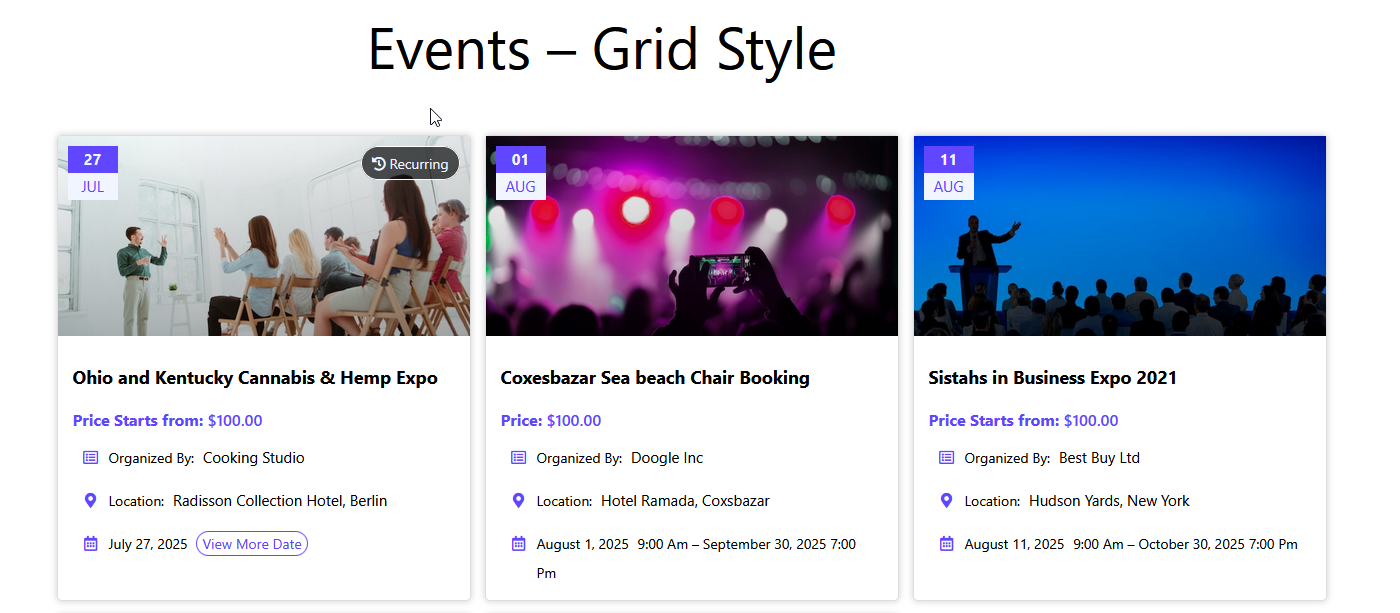 Events – Grid Style
27
JUL
Recurring
Ohio and Kentucky Cannabis & Hemp Expo
Price Starts from: $100.00
Organized By: Cooking Studio
Location: Radisson Collection Hotel, Berlin
July 27, 2025 View More Date
01
AUG
Coxesbazar Sea beach Chair Booking
Price: $100.00
Organized By: Doogle Inc
Location: Hotel Ramada, Coxsbazar
August 1, 2025 9:00 Am – September 30, 2025 7:00
Pm
11
AUG
Sistahs in Business Expo 2021
Price Starts from: $100.00
Organized By: Best Buy Ltd
Location: Hudson Yards, New York
August 11, 2025 9:00 Am – October 30, 2025 7:00 Pm